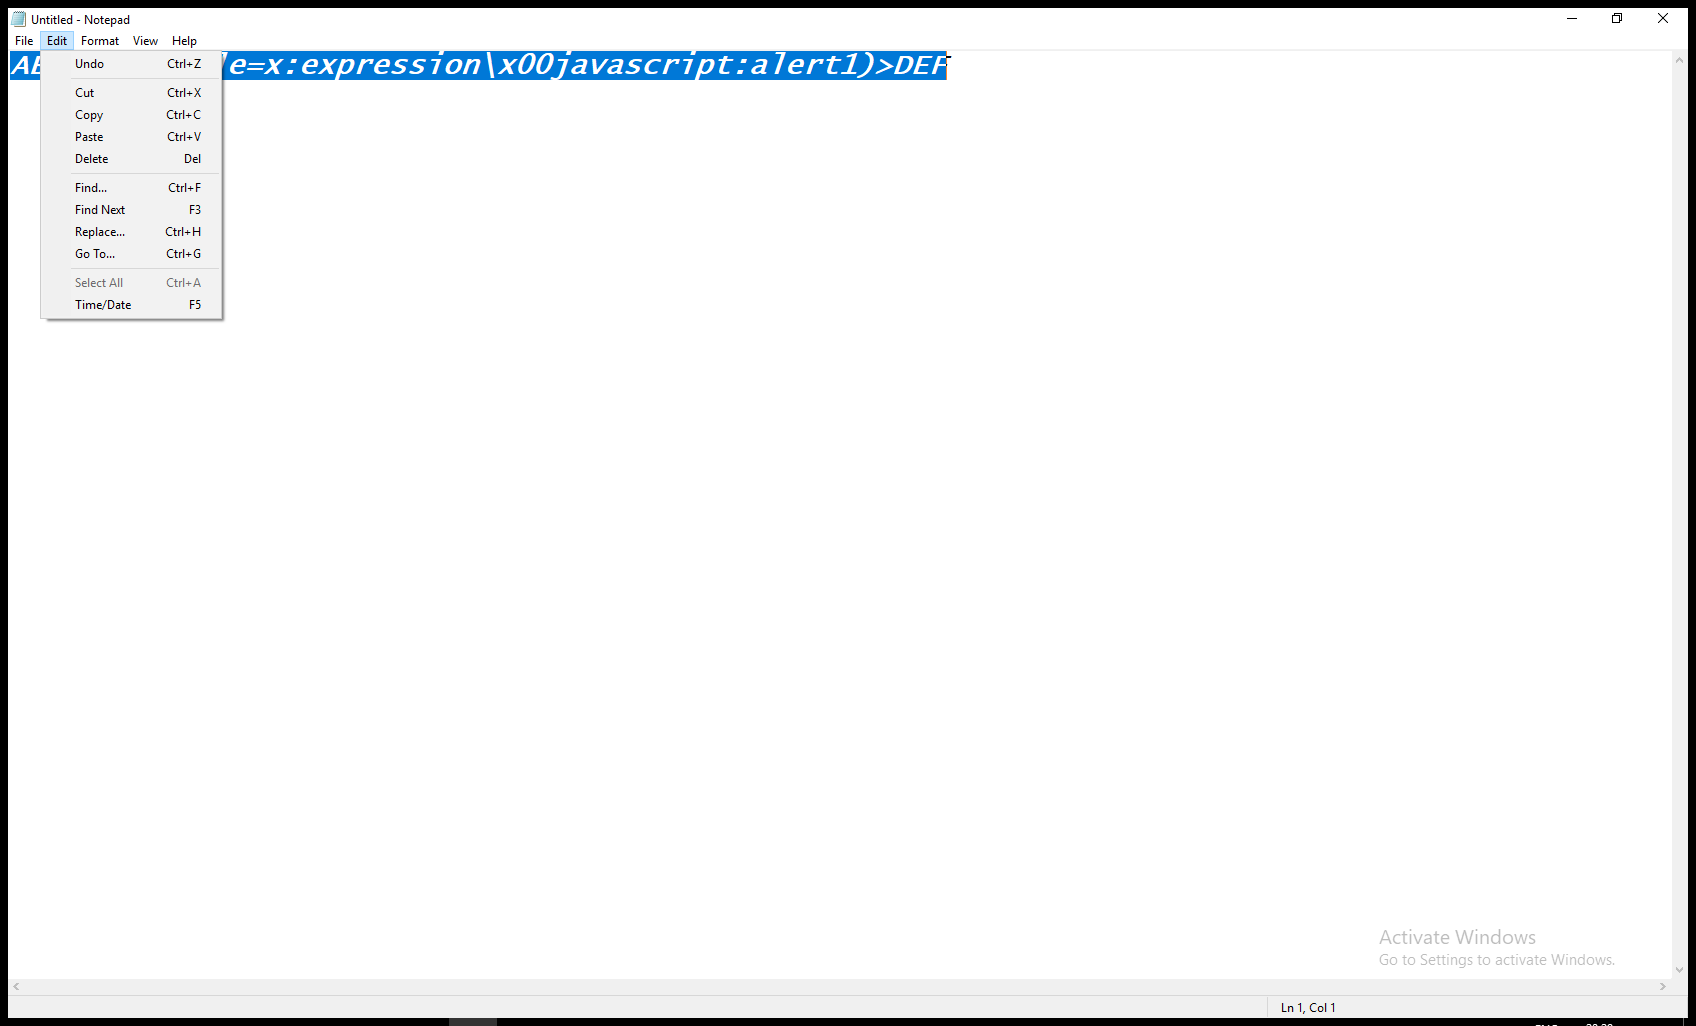 Untitled - Notepad
File Edit Format View Help
e=x:expression\x00javascript:alert1)>DEF
Undo Ctrl+Z
Cut Ctrl+X
Copy Ctrl+C
Paste Ctrl+V
Delete Del
Find... Ctrl+F
Find Next F3
Replace... Ctrl+H
Go To... Ctrl+G
Select All Ctrl+A
Time/Date F5
Activate Windows
Go to Settings to activate Windows.
Ln 1, Col 1